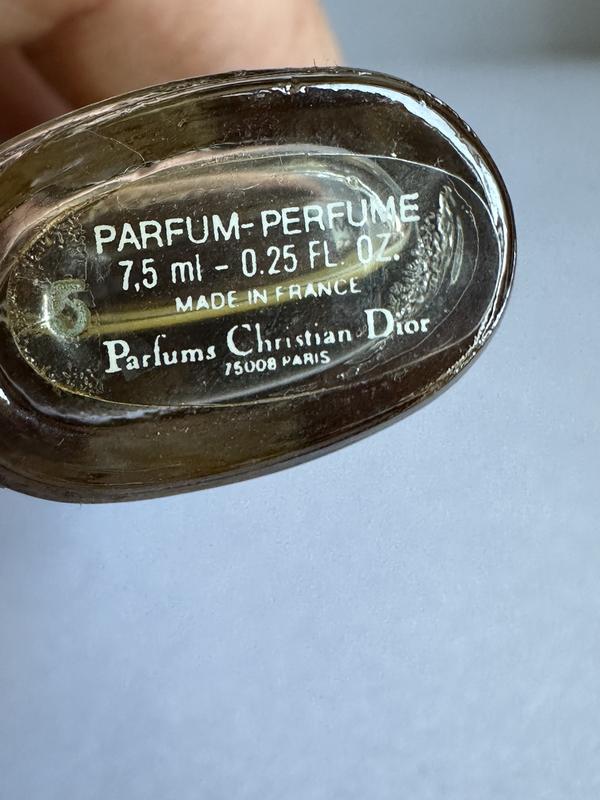 PARFUM-PERFUME
7,5 ml - 0.25 FL. OZ.
MADE IN FRANCE
Parfums Christian Dior
75008 PARIS